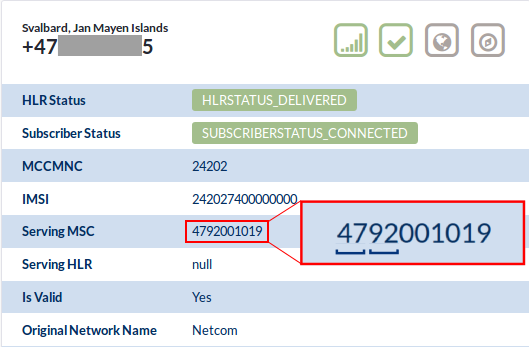 Svalbard, Jan Mayen Islands
+47 5
HLR Status HLRSTATUS_DELIVERED
Subscriber Status SUBSCRIBERSTATUS_CONNECTED
MCCMNC 24202
IMSI 242027400000000
Serving MSC 4792001019 4792001019
Serving HLR null
Is Valid Yes
Original Network Name Netcom